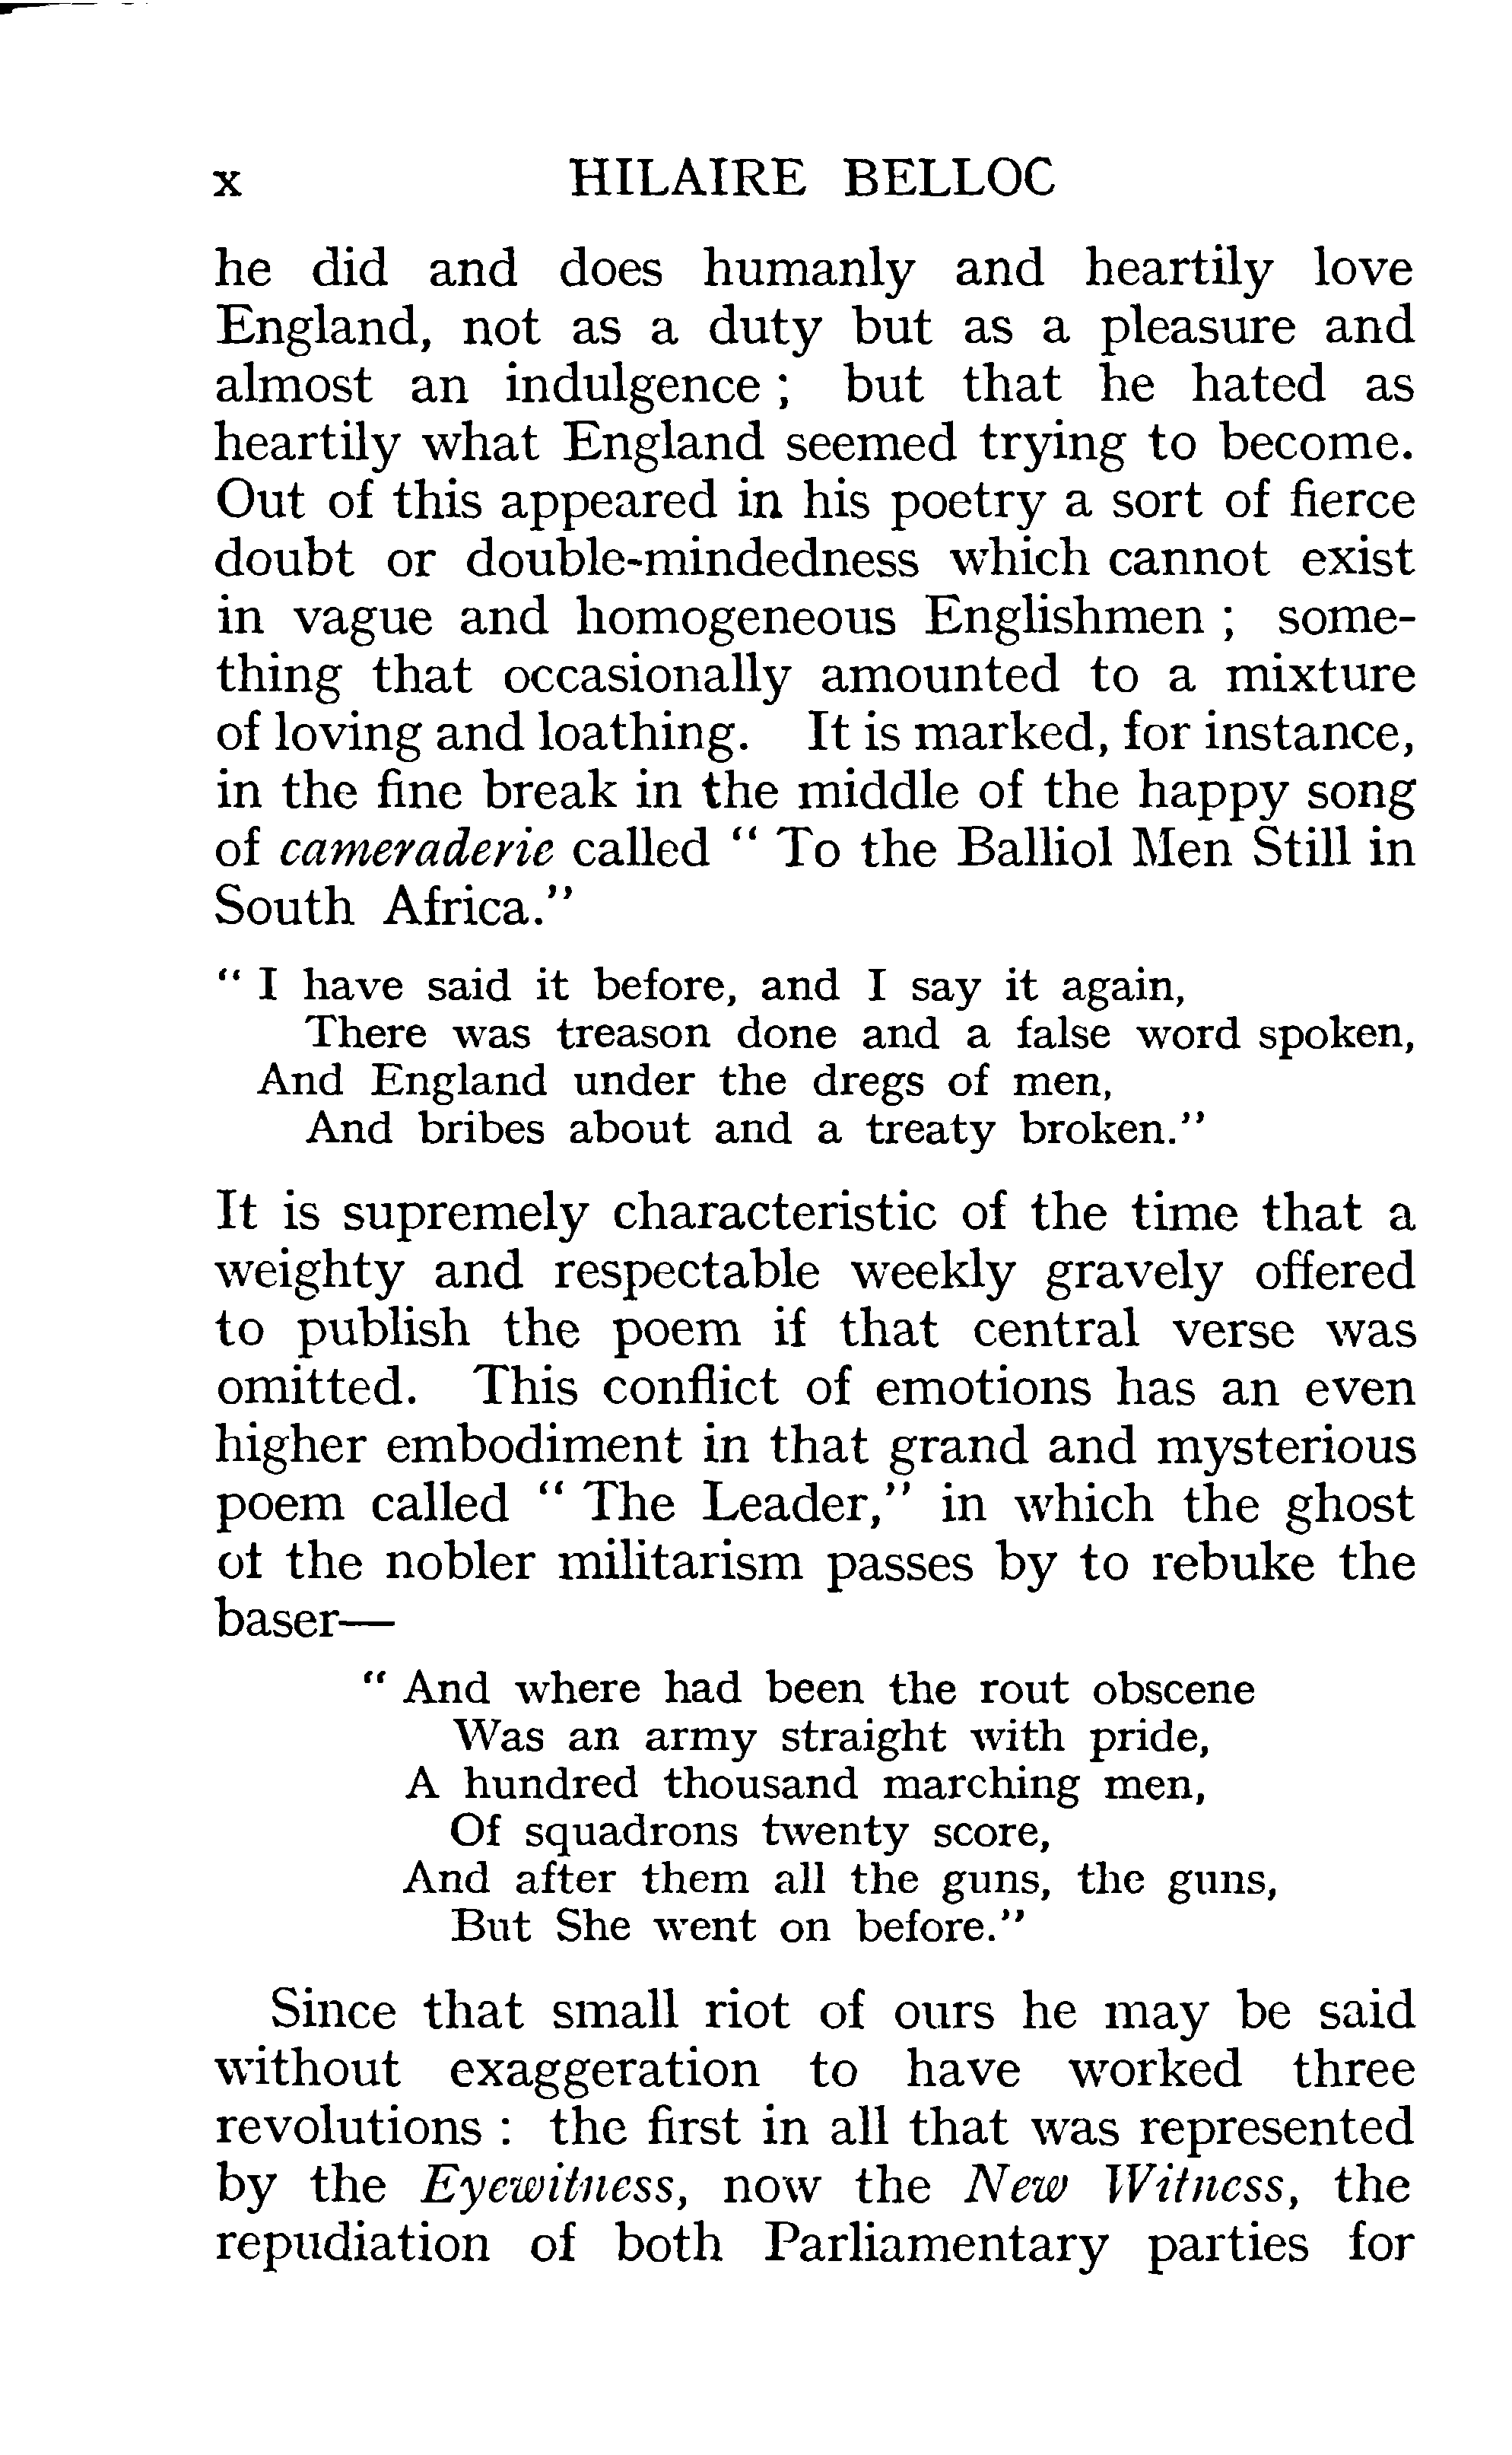 x HILAIRE BELLOC
he did and does humanly and heartily love
England, not as a duty but as a pleasure and
almost an indulgence ; but that he hated as
heartily what England seemed trying to become.
Out of this appeared in his poetry a sort of fierce
doubt or double-mindedness which cannot exist
in vague and homogeneous Englishmen ; some-
thing that occasionally amounted to a mixture
of loving and loathing. It is marked, for instance,
in the fine break in the middle of the happy song
of cameraderie called “ To the Balliol Men Still in
South Africa.”
“ I have said it before, and I say it again,
There was treason done and a false word spoken,
And England under the dregs of men,
And bribes about and a treaty broken.”
It is supremely characteristic of the time that a
weighty and respectable weekly gravely offered
to publish the poem if that central verse was
omitted. This conflict of emotions has an even
higher embodiment in that grand and mysterious
poem called “ The Leader,” in which the ghost
of the nobler militarism passes by to rebuke the
baser—
“ And where had been the rout obscene
Was an army straight with pride,
A hundred thousand marching men,
Of squadrons twenty score,
And after them all the guns, the guns,
But She went on before.”
Since that small riot of ours he may be said
without exaggeration to have worked three
revolutions : the first in all that was represented
by the Eyewitness, now the New Witness, the
repudiation of both Parliamentary parties for